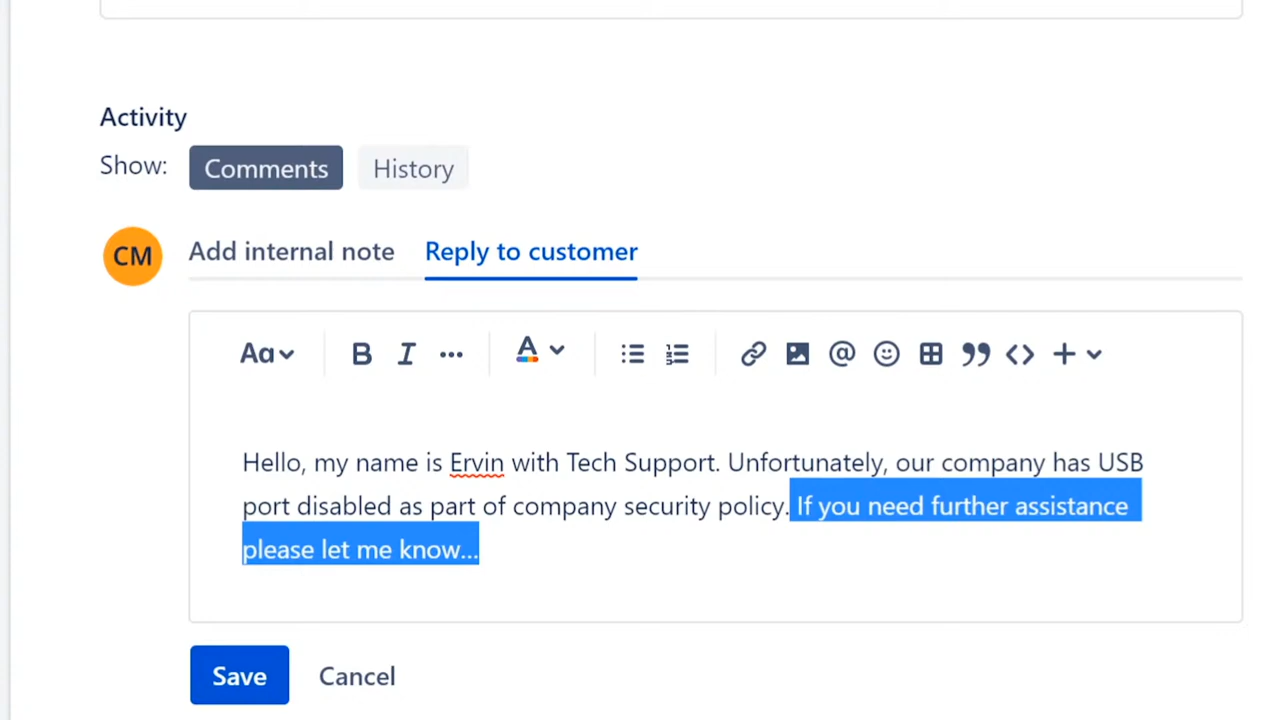 Activity
Show: Comments History
CM Add internal note Reply to customer
Aa B I ... A @ <> +
Hello, my name is Ervin with Tech Support. Unfortunately, our company has USB
port disabled as part of company security policy. If you need further assistance
please let me know...
Save Cancel